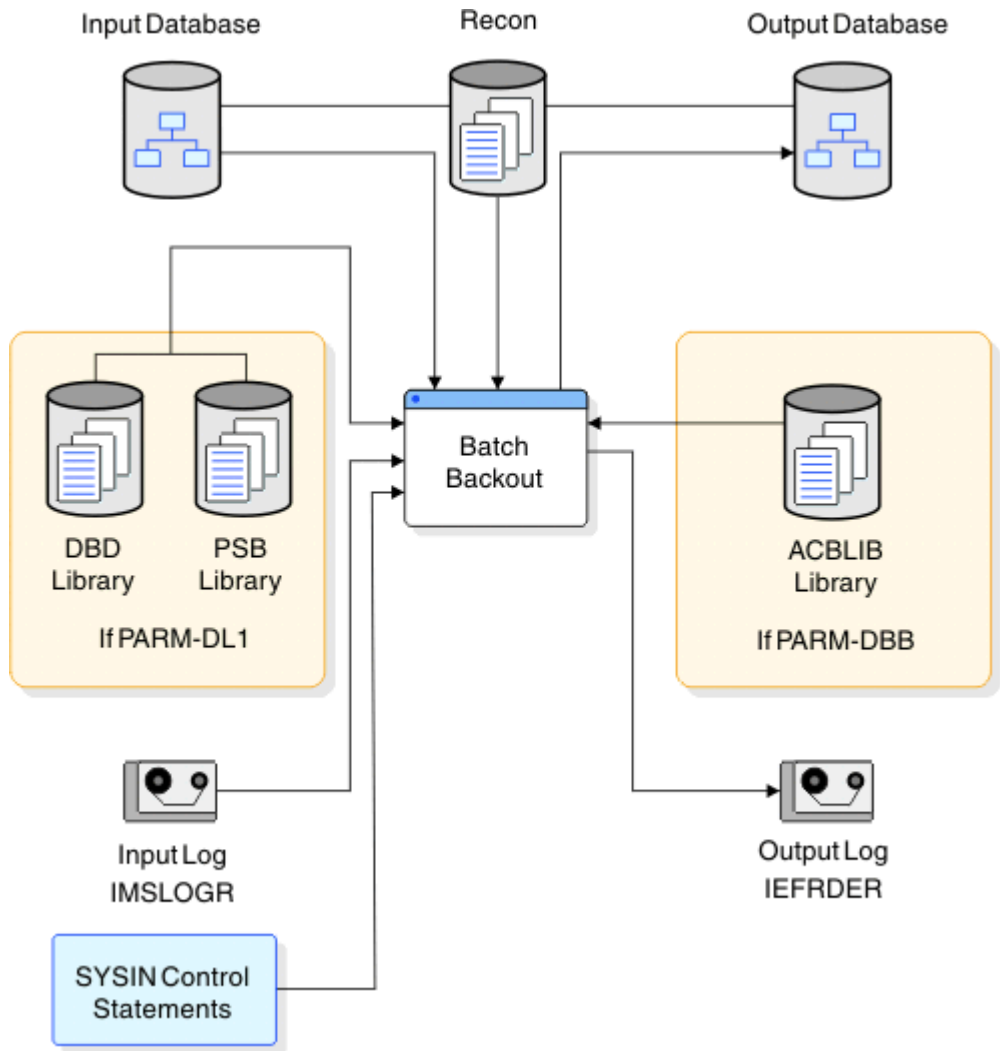 Input Database
Recon
Output Database
Batch
Backout
DBD
Library
PSB
Library
If PARM-DL1
ACBLIB
Library
If PARM-DBB
Input Log
IMSLOGR
Output Log
IEFRDER
SYSIN Control
Statements